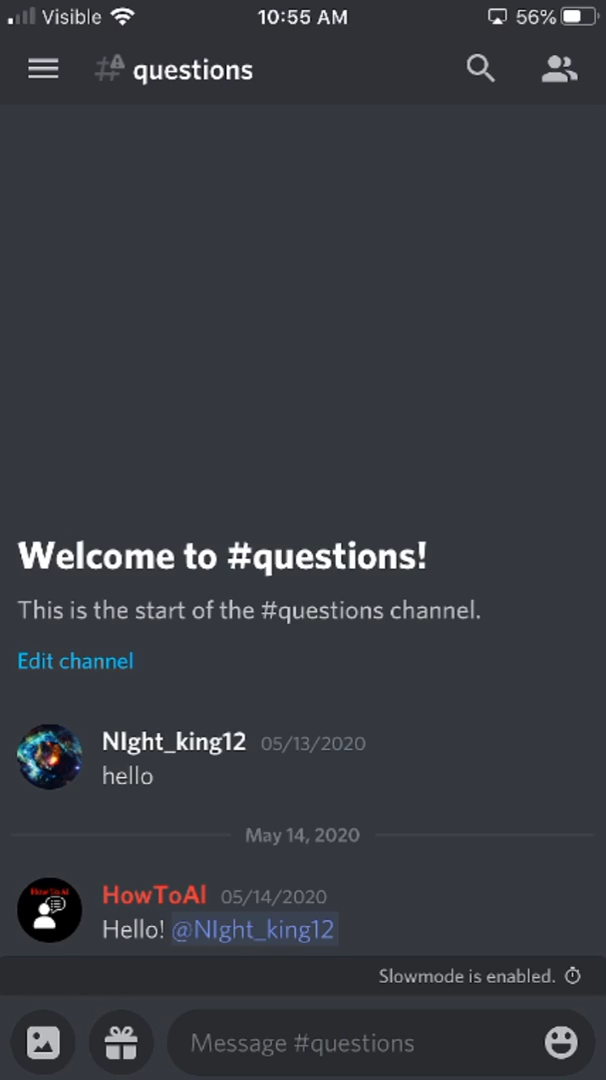 Visible 10:55 AM 56%
questions
Welcome to #questions!
This is the start of the #questions channel.
Edit channel
NIght_king12 05/13/2020
hello
May 14, 2020
HowToAI 05/14/2020
Hello! @NIght_king12
Slowmode is enabled.
Message #questions